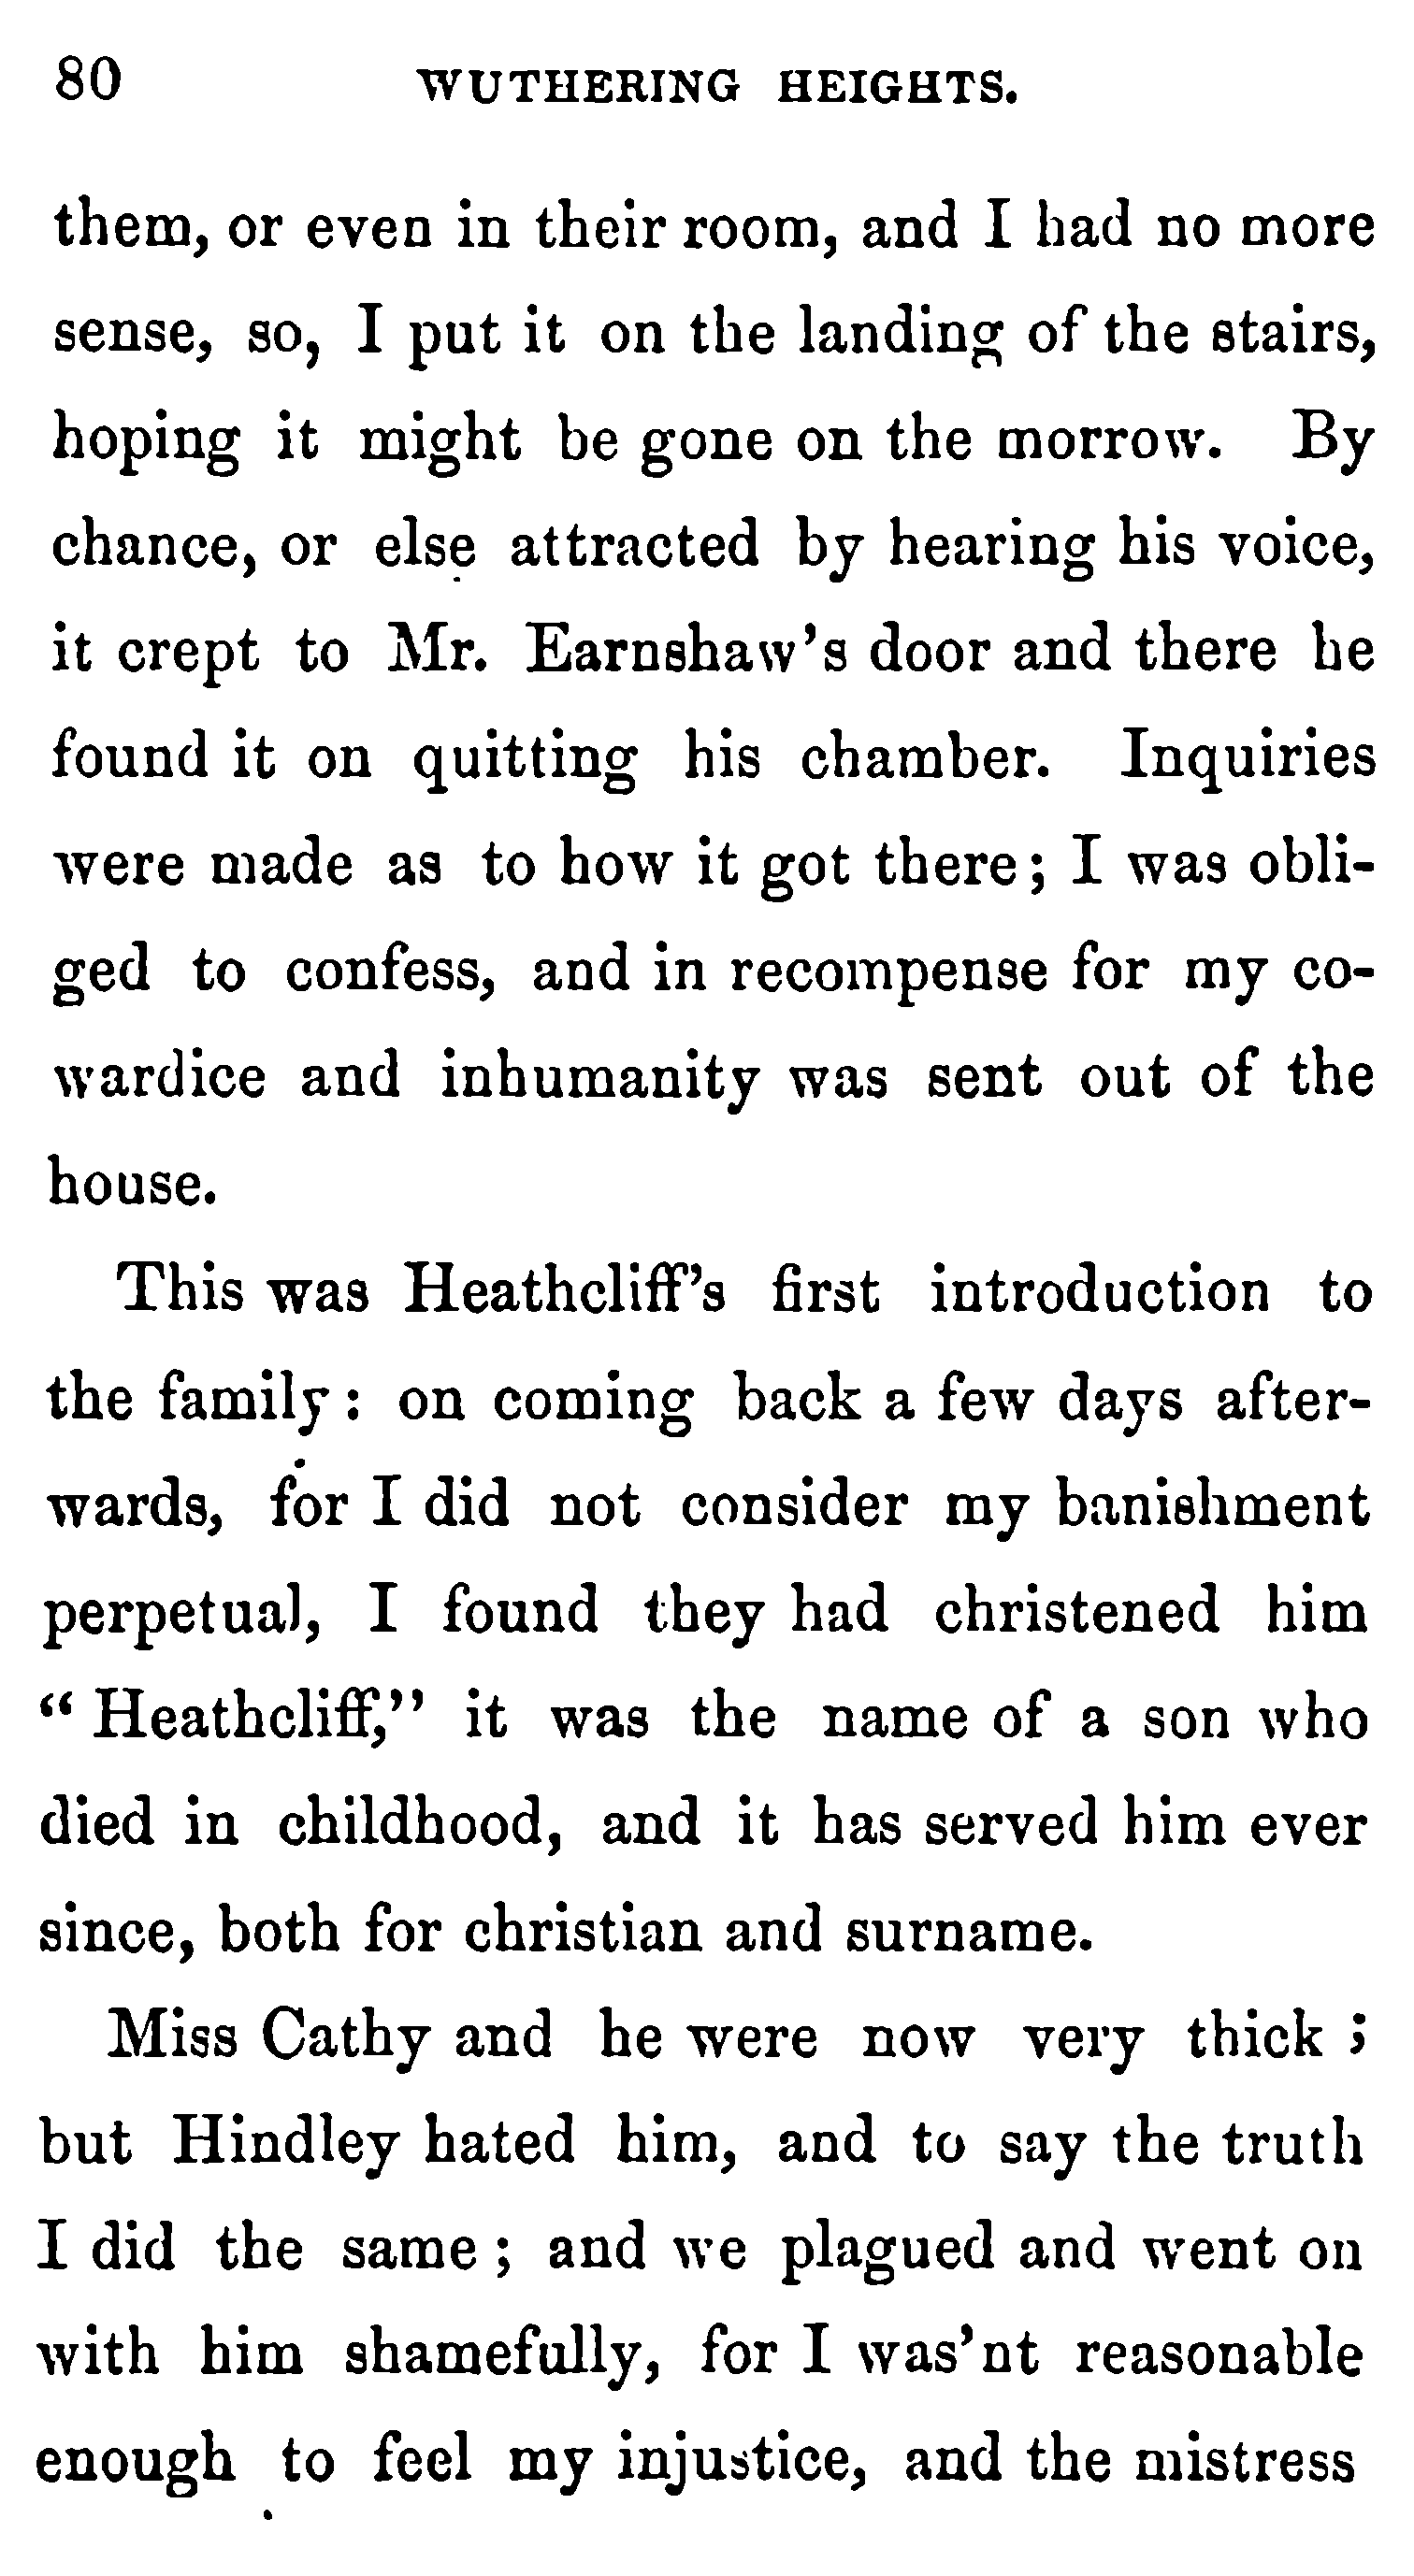 80 WUTHERING HEIGHTS.
them, or even in their room, and I had no more
sense, so, I put it on the landing of the stairs,
hoping it might be gone on the morrow. By
chance, or else attracted by hearing his voice,
it crept to Mr. Earnshaw's door and there he
found it on quitting his chamber. Inquiries
were made as to how it got there; I was obli-
ged to confess, and in recompense for my co-
wardice and inhumanity was sent out of the
house.
This was Heathcliff's first introduction to
the family: on coming back a few days after-
wards, for I did not consider my banishment
perpetual, I found they had christened him
"Heathcliff," it was the name of a son who
died in childhood, and it has served him ever
since, both for christian and surname.
Miss Cathy and he were now very thick;
but Hindley hated him, and to say the truth
I did the same; and we plagued and went on
with him shamefully, for I was'nt reasonable
enough to feel my injustice, and the mistress